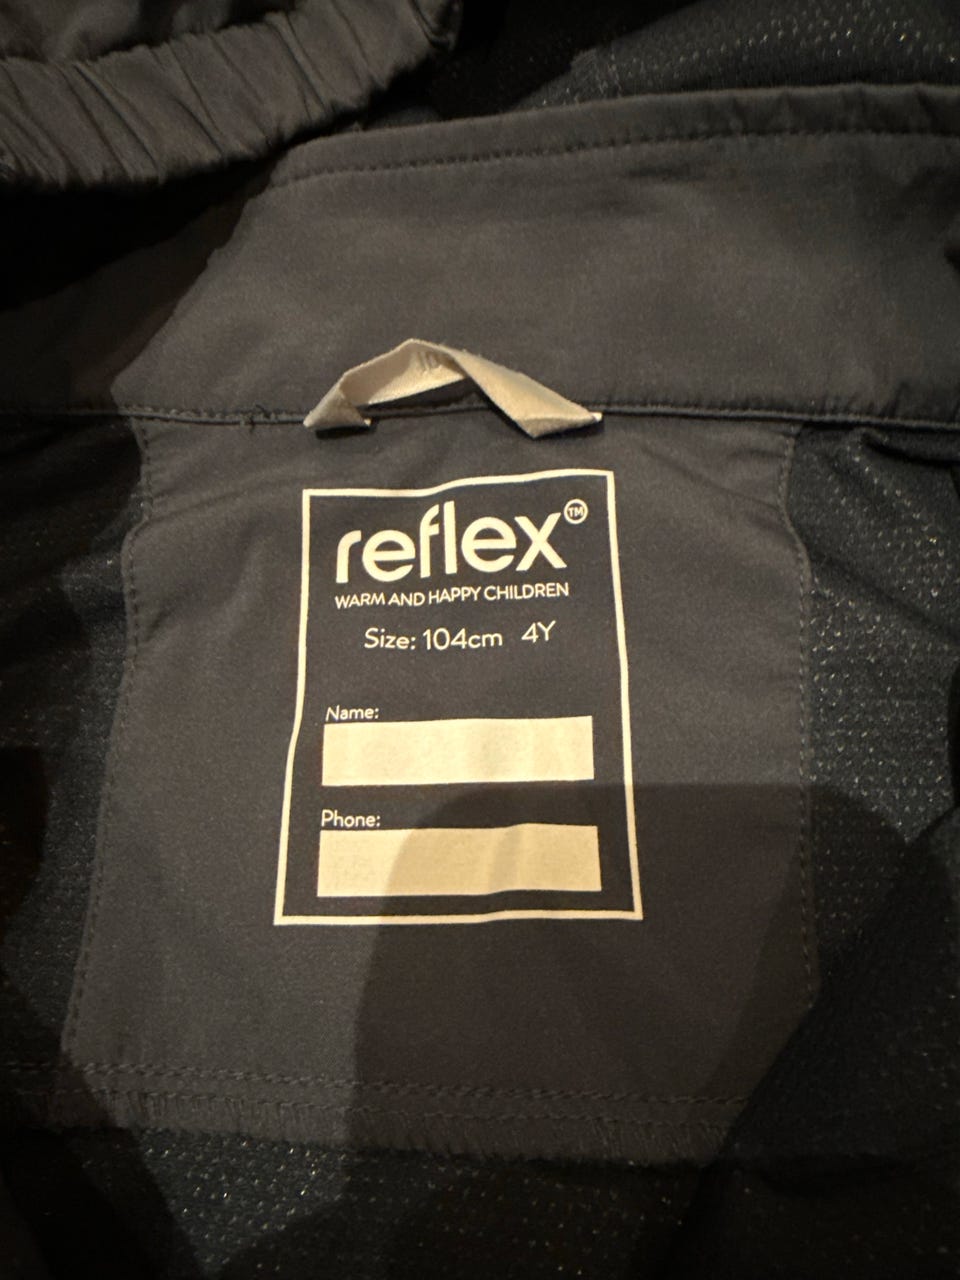 reflex™
WARM AND HAPPY CHILDREN
Size: 104cm 4Y
Name:
Phone: